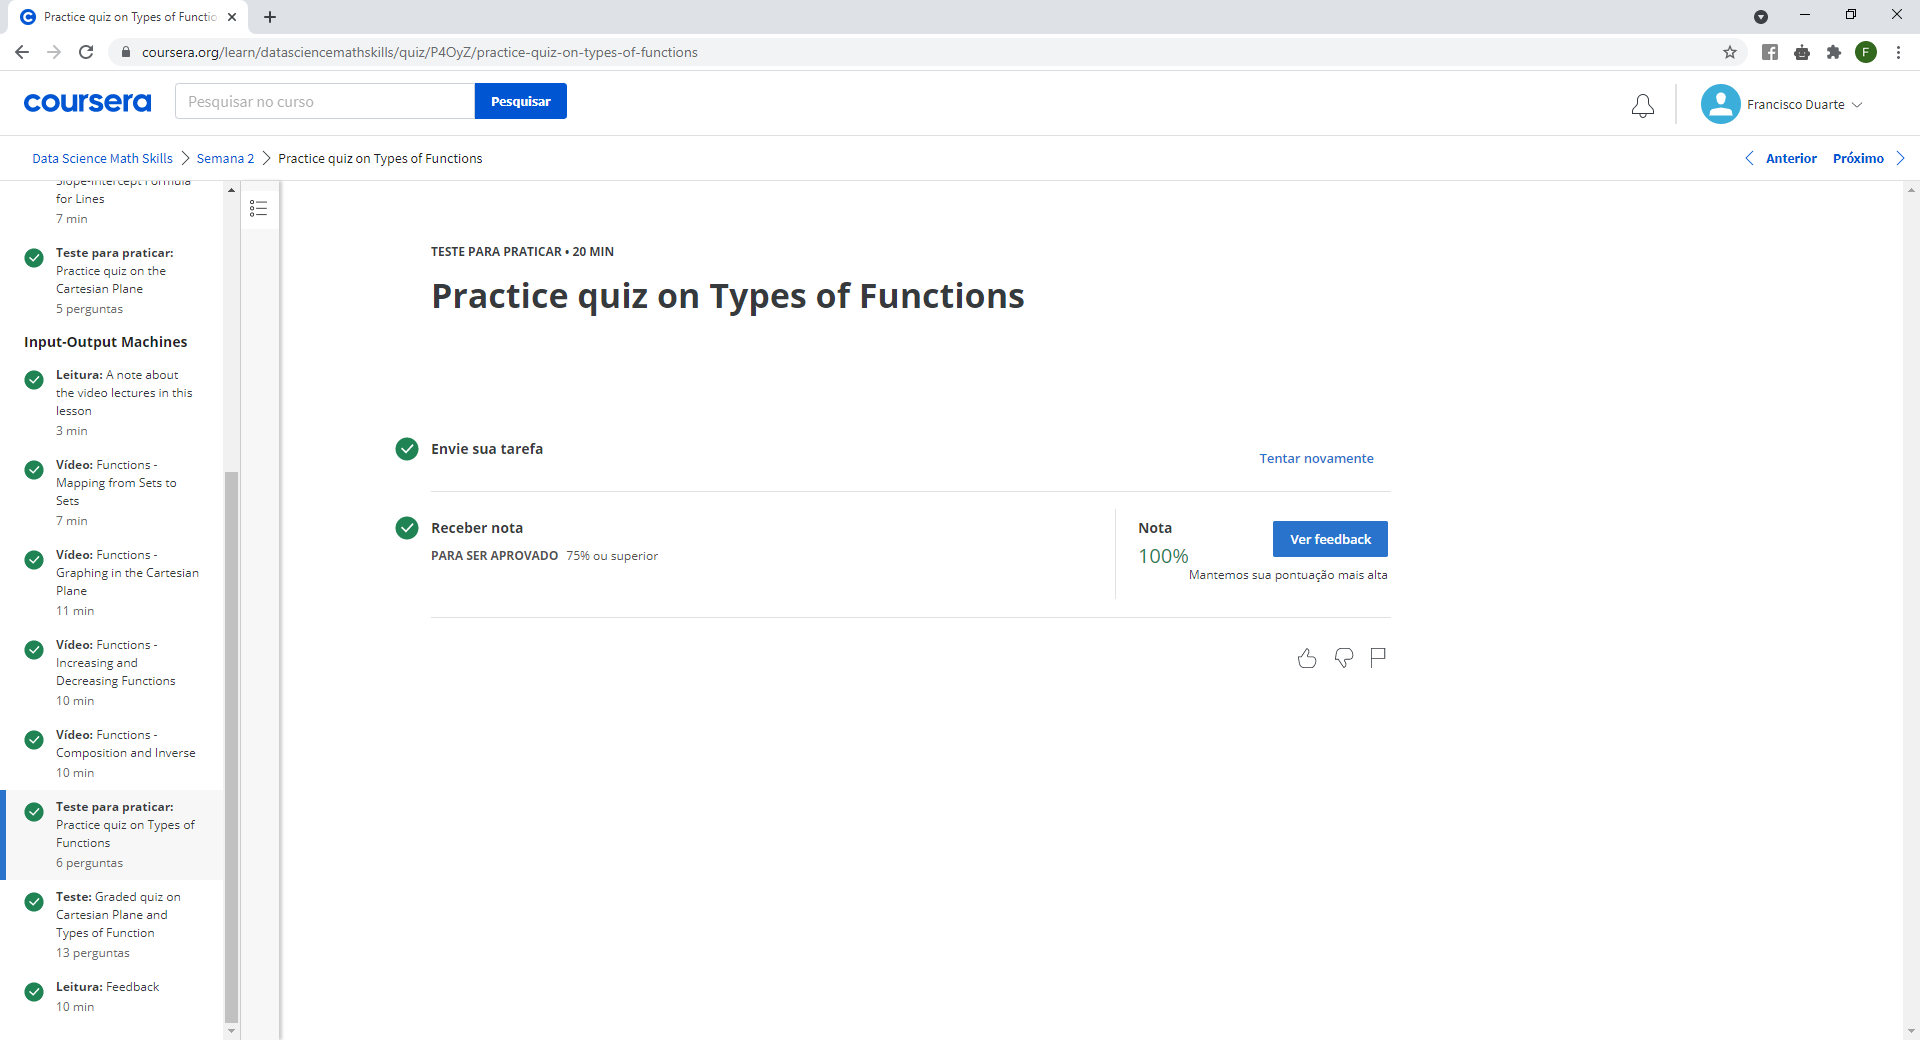 Practice quiz on Types of Functio
coursera.org/learn/datasciencemathskills/quiz/P4OyZ/practice-quiz-on-types-of-functions
F
coursera
Pesquisar no curso
Pesquisar
Francisco Duarte
Data Science Math Skills
Semana 2
Practice quiz on Types of Functions
Anterior
Próximo
Slope-Intercept Formula
for Lines
7 min
Teste para praticar:
Practice quiz on the
Cartesian Plane
5 perguntas
Input-Output Machines
Leitura: A note about
the video lectures in this
lesson
3 min
Vídeo: Functions -
Mapping from Sets to
Sets
7 min
Vídeo: Functions -
Graphing in the Cartesian
Plane
11 min
Vídeo: Functions -
Increasing and
Decreasing Functions
10 min
Vídeo: Functions -
Composition and Inverse
10 min
Teste para praticar:
Practice quiz on Types of
Functions
6 perguntas
Teste: Graded quiz on
Cartesian Plane and
Types of Function
13 perguntas
Leitura: Feedback
10 min
TESTE PARA PRATICAR • 20 MIN
Practice quiz on Types of Functions
Envie sua tarefa
Tentar novamente
Receber nota
PARA SER APROVADO 75% ou superior
Nota
100%
Ver feedback
Mantemos sua pontuação mais alta